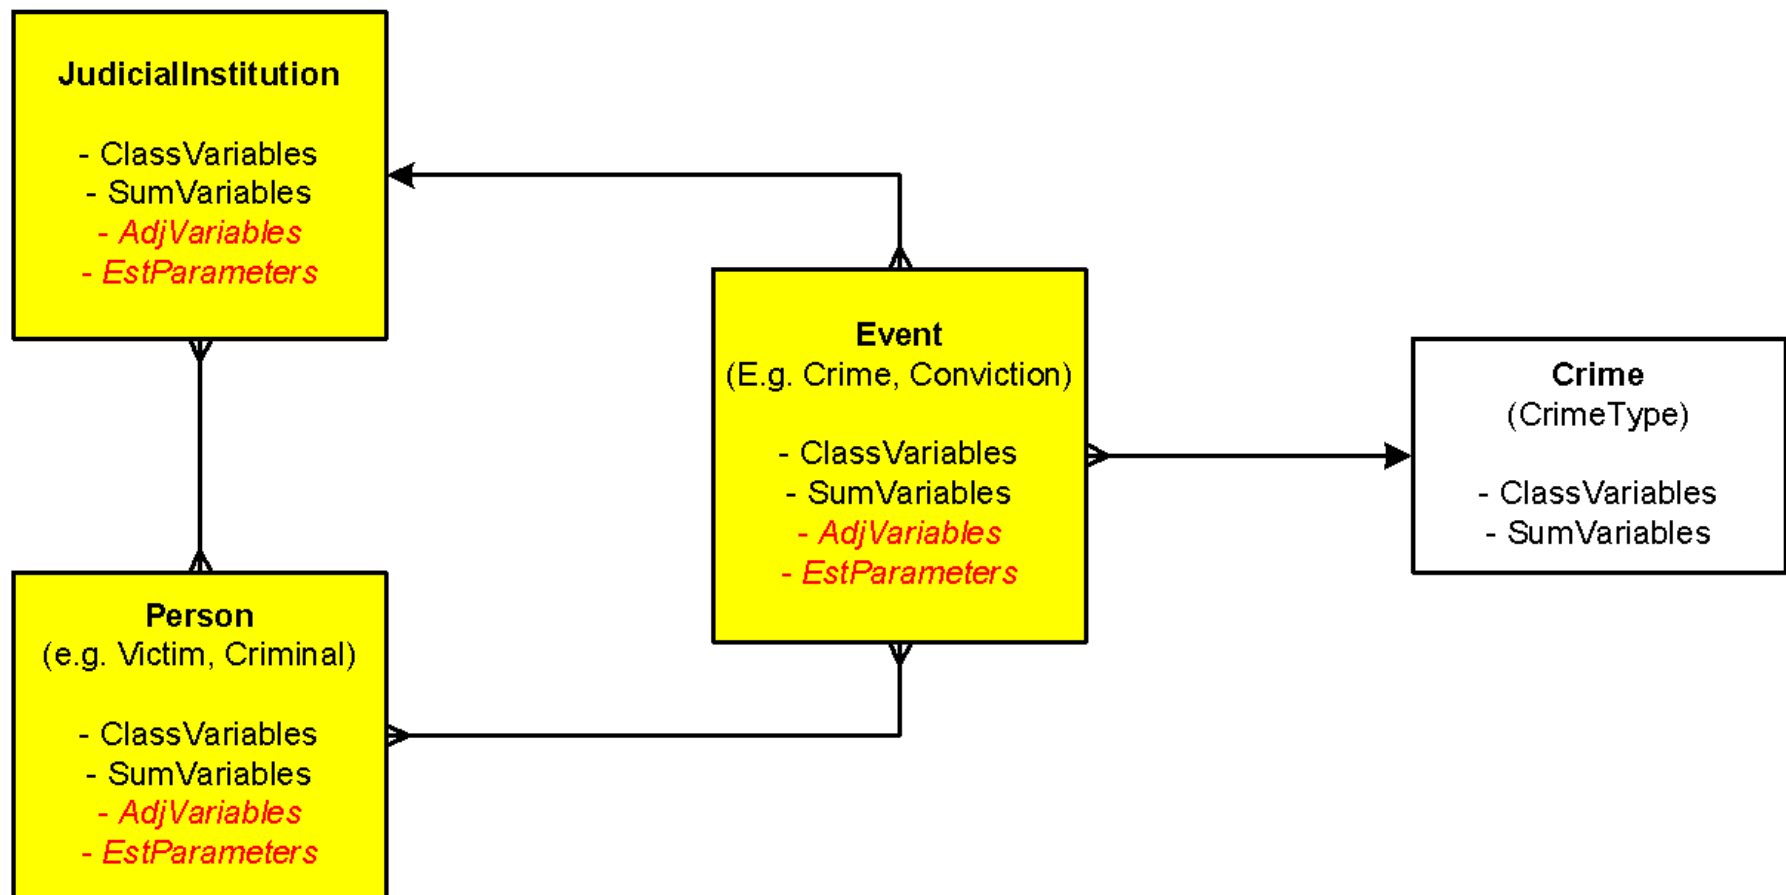 JudicialInstitution
- ClassVariables
- SumVariables
- AdjVariables
- EstParameters
Event
(E.g. Crime, Conviction)
- ClassVariables
- SumVariables
- AdjVariables
- EstParameters
Crime
(CrimeType)
- ClassVariables
- SumVariables
Person
(e.g. Victim, Criminal)
- ClassVariables
- SumVariables
- AdjVariables
- EstParameters